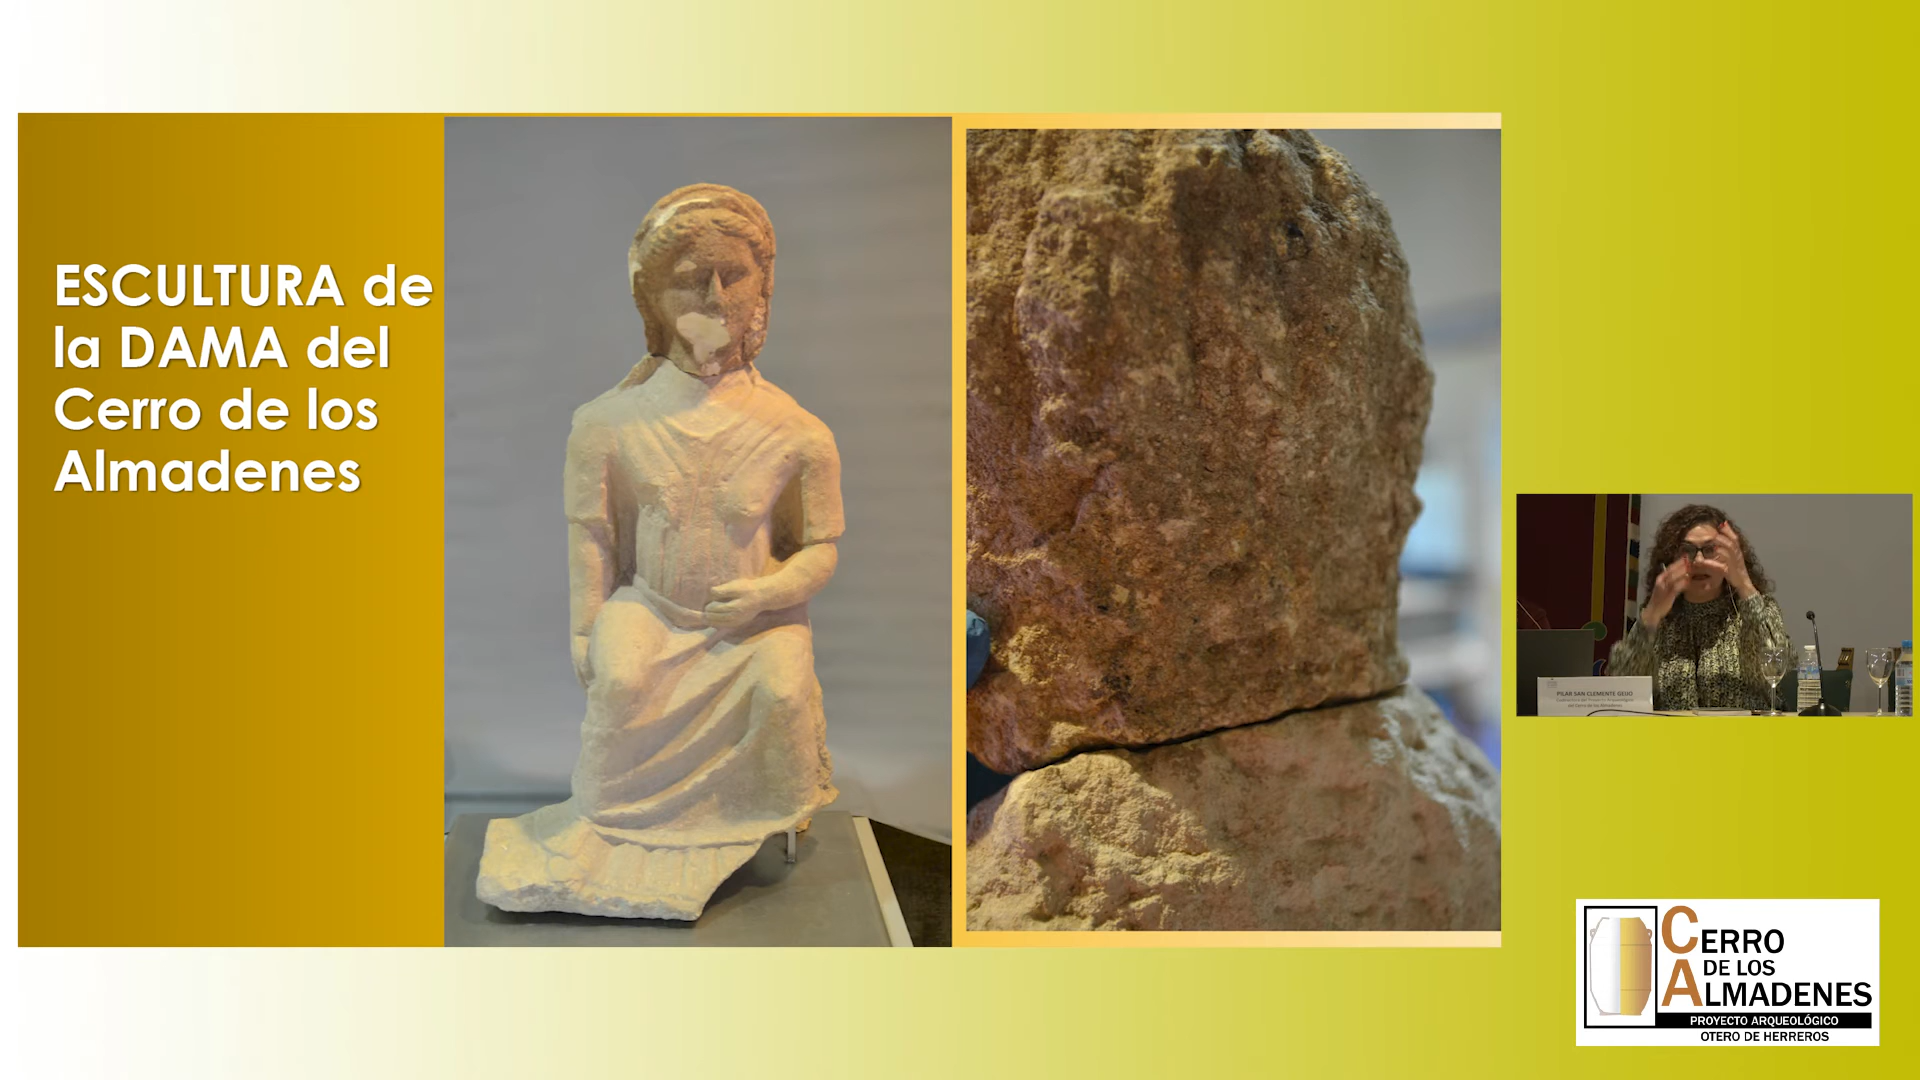 ESCULTURA de
la DAMA del
Cerro de los
Almadenes
PILAR SAN CLEMENTE GEIJO
CERRO
DE LOS
ALMADENES
PROYECTO ARQUEOLÓGICO
OTERO DE HERREROS